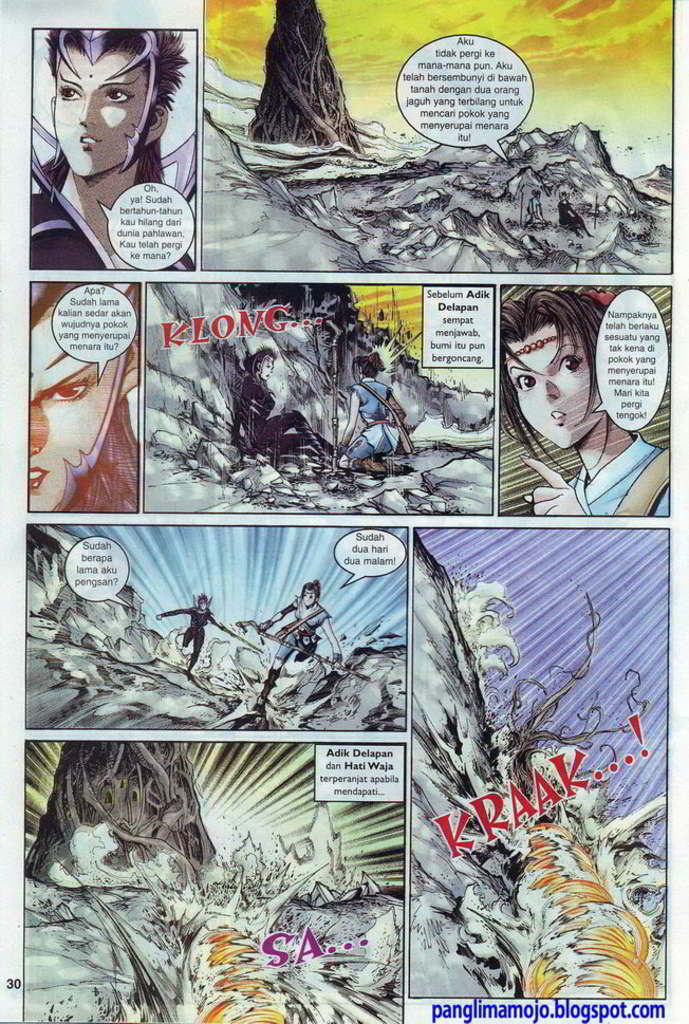 Oh,
ya! Sudah
bertahun-tahun
kau hilang dari
dunia pahlawan.
Kau telah pergi
ke mana?
Aku
tidak pergi ke
mana-mana pun. Aku
telah bersembunyi di bawah
tanah dengan dua orang
jaguh yang terbilang untuk
mencari pokok yang
menyerupai menara
itu!
Apa?
Sudah lama
kalian sedar akan
wujudnya pokok
yang menyerupai
menara itu?
KLONG...
Sebelum Adik
Delapan
sempat
menjawab,
bumi itu pun
bergoncang.
Nampaknya
telah berlaku
sesuatu yang
tak kena di
pokok yang
menyerupai
menara itu!
Mari kita
pergi
tengok!
Sudah
berapa
lama aku
pengsan?
Sudah
dua hari
dua malam!
KRAAK...!
Adik Delapan
dan Hati Waja
terperanjat apabila
mendapati...
SA...
30
panglimamojo.blogspot.com